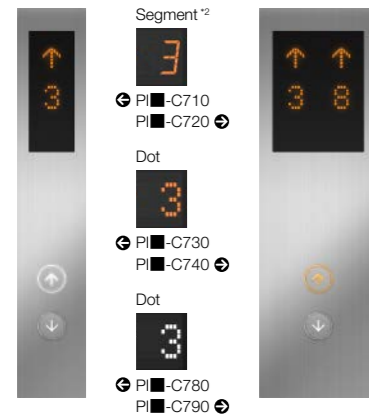 Segment *2
3
3
3 8
PI■-C710
PI■-C720
Dot
3
PI■-C730
PI■-C740
Dot
3
PI■-C780
PI■-C790